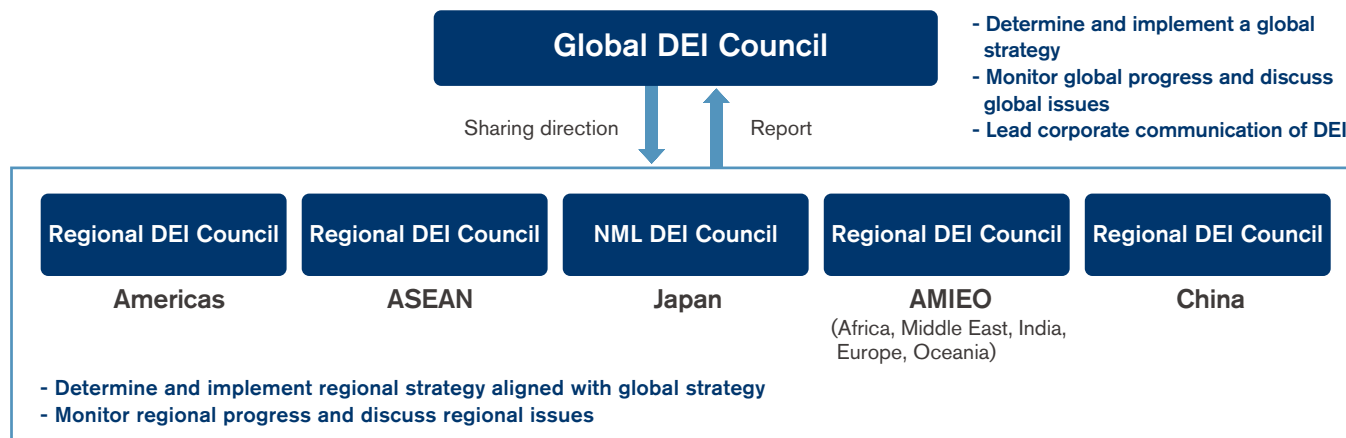 Global DEI Council
- Determine and implement a global
strategy
- Monitor global progress and discuss
global issues
- Lead corporate communication of DEI
Sharing direction
Report
Regional DEI Council
Regional DEI Council
NML DEI Council
Regional DEI Council
Regional DEI Council
Americas
ASEAN
Japan
AMIEO
China
(Africa, Middle East, India,
Europe, Oceania)
- Determine and implement regional strategy aligned with global strategy
- Monitor regional progress and discuss regional issues